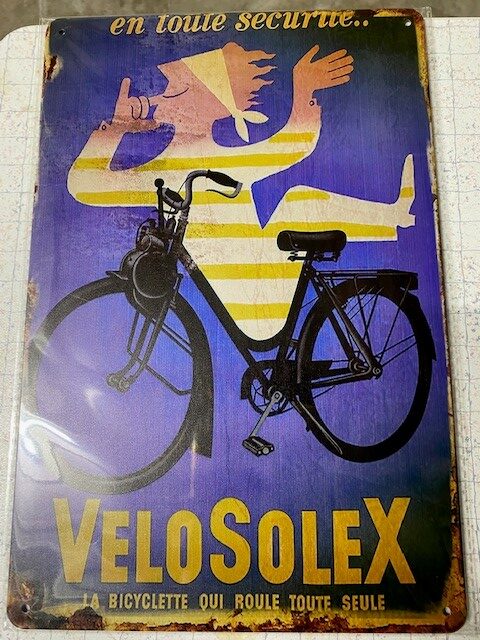 en toute sécurité..
VELOSOLEX
LA BICYCLETTE QUI ROULE TOUTE SEULE